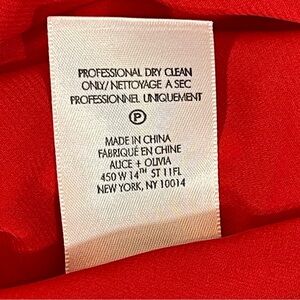 PROFESSIONAL DRY CLEAN
ONLY/ NETTOYAGE A SEC
PROFESSIONNEL UNIQUEMENT
P
MADE IN CHINA
FABRIQUÉ EN CHINE
ALICE + OLIVIA
450 W 14TH ST 11FL
NEW YORK, NY 10014